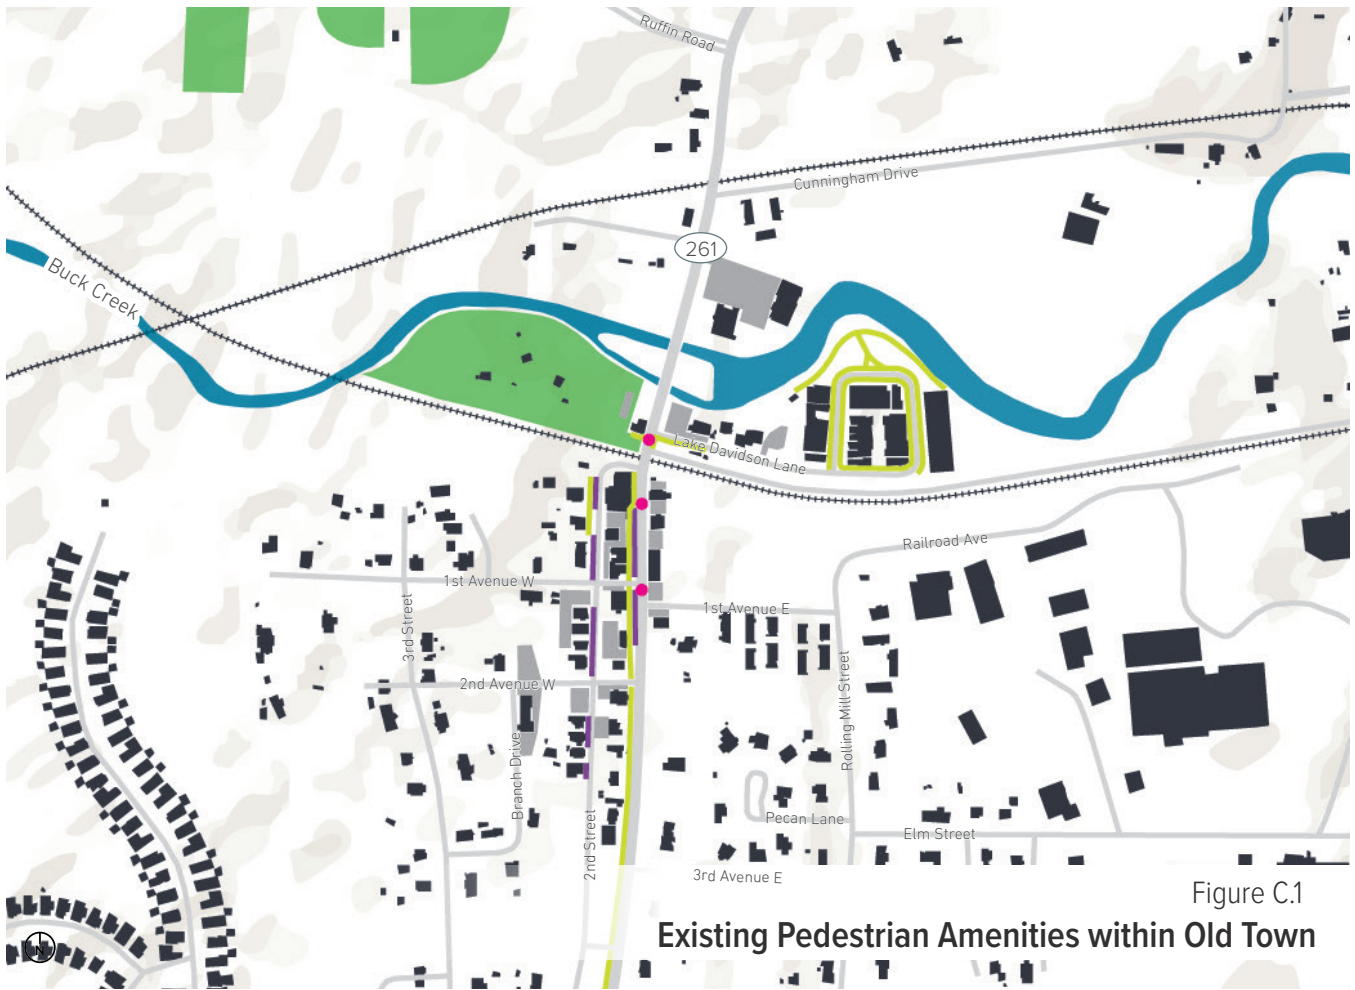 Ruffin Road
Cunningham Drive
261
Buck Creek
Lake Davidson Lane
Railroad Ave
1st Avenue W
1st Avenue E
3rd Street
2nd Avenue W
Rolling Mill Street
Branch Drive
2nd Street
Pecan Lane
Elm Street
3rd Avenue E
Figure C.1
Existing Pedestrian Amenities within Old Town
N